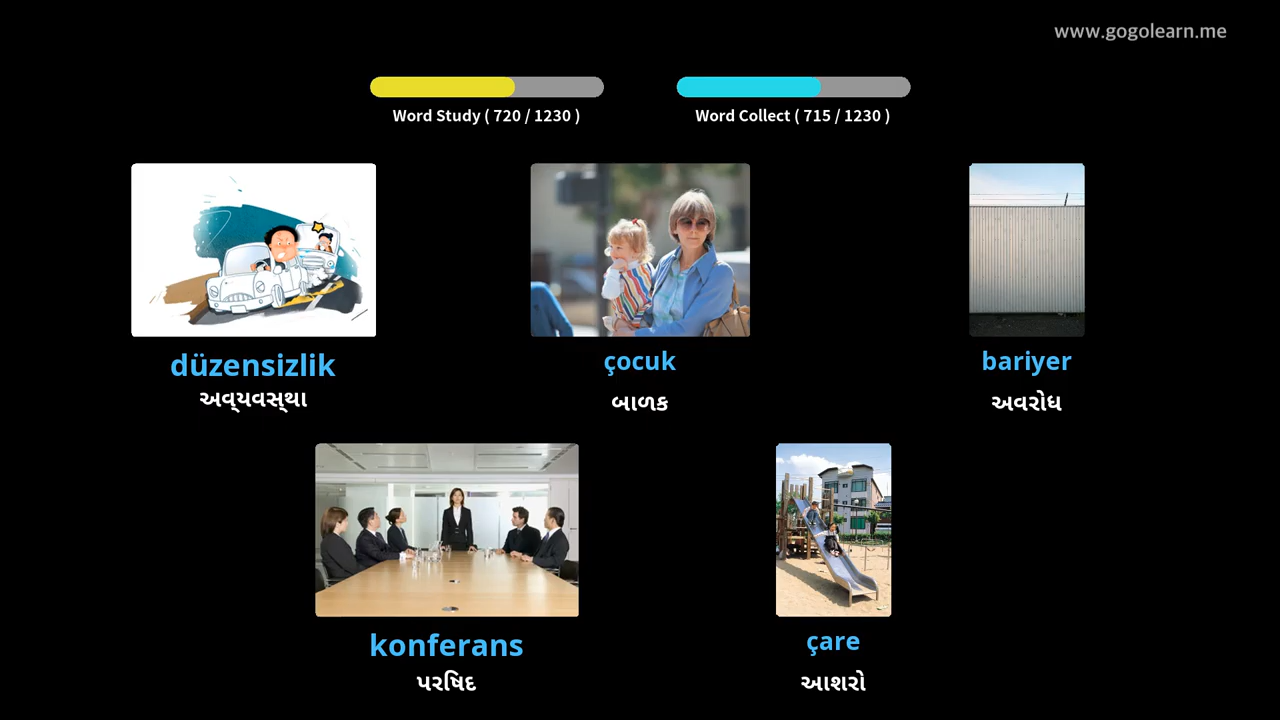 www.gogolearn.me
Word Study ( 720 / 1230 )
Word Collect ( 715 / 1230 )
düzensizlik
અવ્યવસ્થા
çocuk
બાળક
bariyer
અવરોધ
konferans
પરષિદ
çare
આશરો